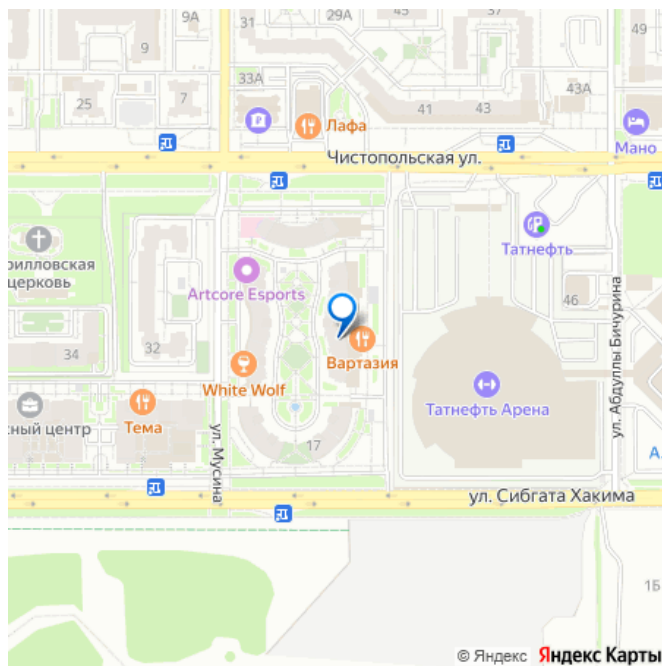 9А
31
29А
45
37
49
9
33А
25
7
41
43
43А
Лафа
Мано
Чистопольская ул.
Татнефть
рилловская
церковь
Artcore Esports
46
ул. Абдуллы Бичурина
34
32
Вартазия
White Wolf
Татнефть Арена
сный центр
Тема
ул. Мусина
17
А.
ул. Сибгата Хакима
1Б
© Яндекс Яндекс Карты